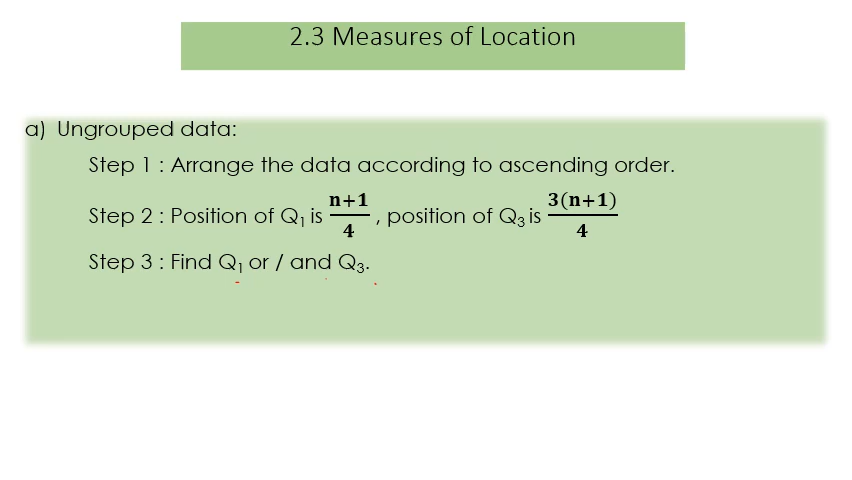 2.3 Measures of Location
a) Ungrouped data:
Step 1 : Arrange the data according to ascending order.
Step 2 : Position of Q₁ is (n+1)/4 , position of Q₃ is 3(n+1)/4
Step 3 : Find Q₁ or / and Q₃.